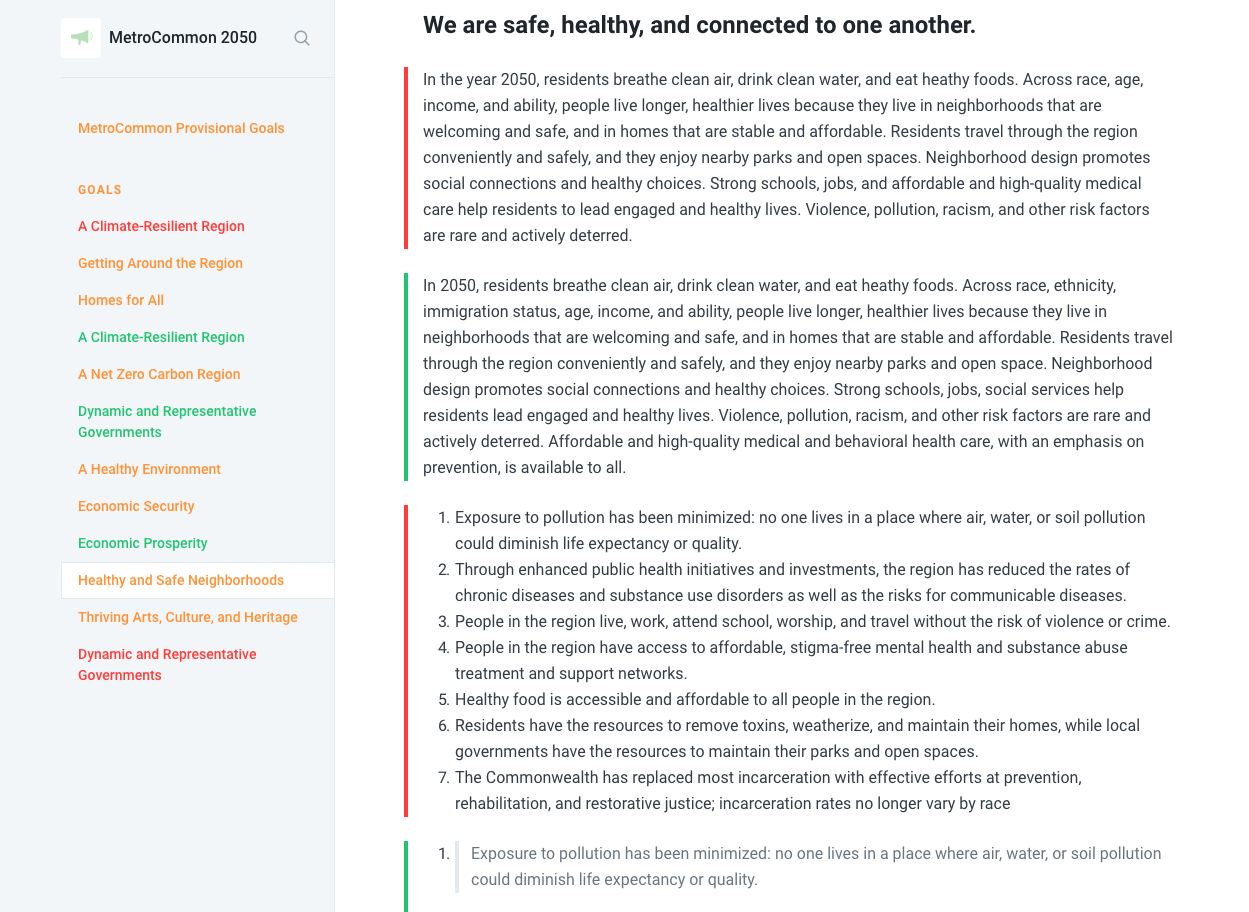 MetroCommon 2050
MetroCommon Provisional Goals
GOALS
A Climate-Resilient Region
Getting Around the Region
Homes for All
A Climate-Resilient Region
A Net Zero Carbon Region
Dynamic and Representative
Governments
A Healthy Environment
Economic Security
Economic Prosperity
Healthy and Safe Neighborhoods
Thriving Arts, Culture, and Heritage
Dynamic and Representative
Governments
We are safe, healthy, and connected to one another.
In the year 2050, residents breathe clean air, drink clean water, and eat heathy foods. Across race, age,
income, and ability, people live longer, healthier lives because they live in neighborhoods that are
welcoming and safe, and in homes that are stable and affordable. Residents travel through the region
conveniently and safely, and they enjoy nearby parks and open spaces. Neighborhood design promotes
social connections and healthy choices. Strong schools, jobs, and affordable and high-quality medical
care help residents to lead engaged and healthy lives. Violence, pollution, racism, and other risk factors
are rare and actively deterred.
In 2050, residents breathe clean air, drink clean water, and eat heathy foods. Across race, ethnicity,
immigration status, age, income, and ability, people live longer, healthier lives because they live in
neighborhoods that are welcoming and safe, and in homes that are stable and affordable. Residents travel
through the region conveniently and safely, and they enjoy nearby parks and open space. Neighborhood
design promotes social connections and healthy choices. Strong schools, jobs, social services help
residents lead engaged and healthy lives. Violence, pollution, racism, and other risk factors are rare and
actively deterred. Affordable and high-quality medical and behavioral health care, with an emphasis on
prevention, is available to all.
1. Exposure to pollution has been minimized: no one lives in a place where air, water, or soil pollution
could diminish life expectancy or quality.
2. Through enhanced public health initiatives and investments, the region has reduced the rates of
chronic diseases and substance use disorders as well as the risks for communicable diseases.
3. People in the region live, work, attend school, worship, and travel without the risk of violence or crime.
4. People in the region have access to affordable, stigma-free mental health and substance abuse
treatment and support networks.
5. Healthy food is accessible and affordable to all people in the region.
6. Residents have the resources to remove toxins, weatherize, and maintain their homes, while local
governments have the resources to maintain their parks and open spaces.
7. The Commonwealth has replaced most incarceration with effective efforts at prevention,
rehabilitation, and restorative justice; incarceration rates no longer vary by race
1. Exposure to pollution has been minimized: no one lives in a place where air, water, or soil pollution
could diminish life expectancy or quality.